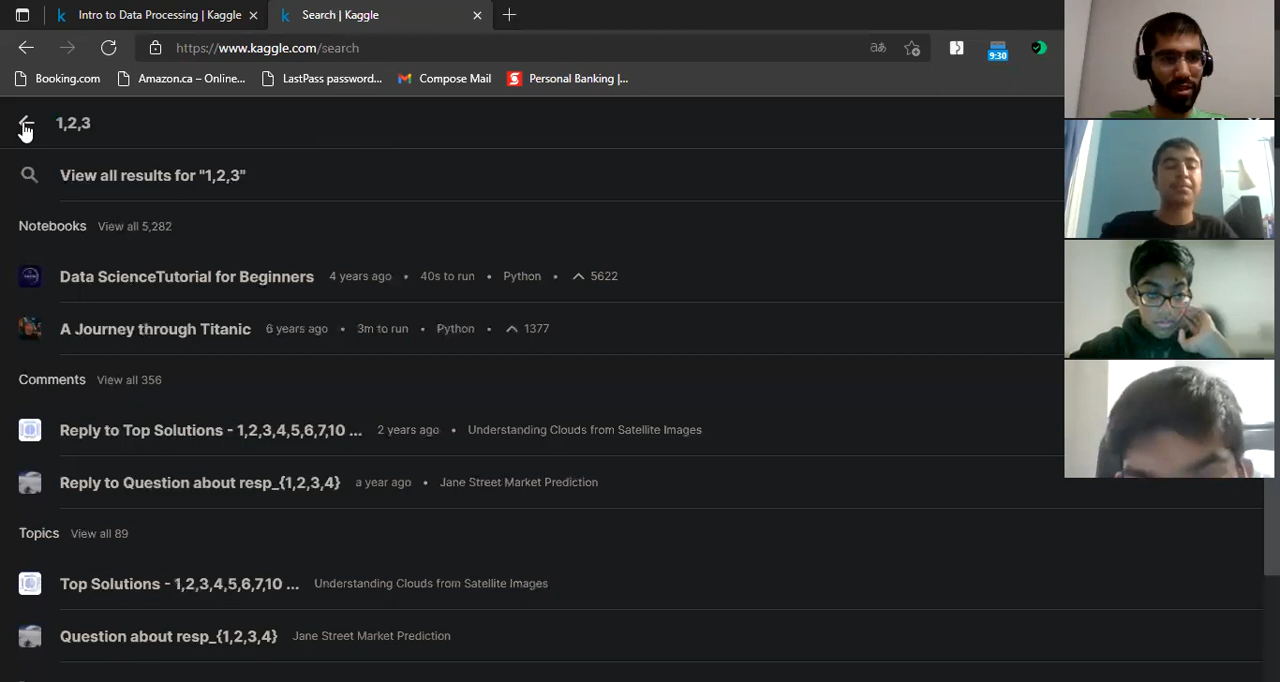 Intro to Data Processing | Kaggle
Search | Kaggle
https://www.kaggle.com/search
9:30
Booking.com
Amazon.ca – Online...
LastPass password...
Compose Mail
Personal Banking |...
1,2,3
View all results for "1,2,3"
Notebooks View all 5,282
Data ScienceTutorial for Beginners 4 years ago • 40s to run • Python • 5622
A Journey through Titanic 6 years ago • 3m to run • Python • 1377
Comments View all 356
Reply to Top Solutions - 1,2,3,4,5,6,7,10 ... 2 years ago • Understanding Clouds from Satellite Images
Reply to Question about resp_{1,2,3,4} a year ago • Jane Street Market Prediction
Topics View all 89
Top Solutions - 1,2,3,4,5,6,7,10 ... Understanding Clouds from Satellite Images
Question about resp_{1,2,3,4} Jane Street Market Prediction